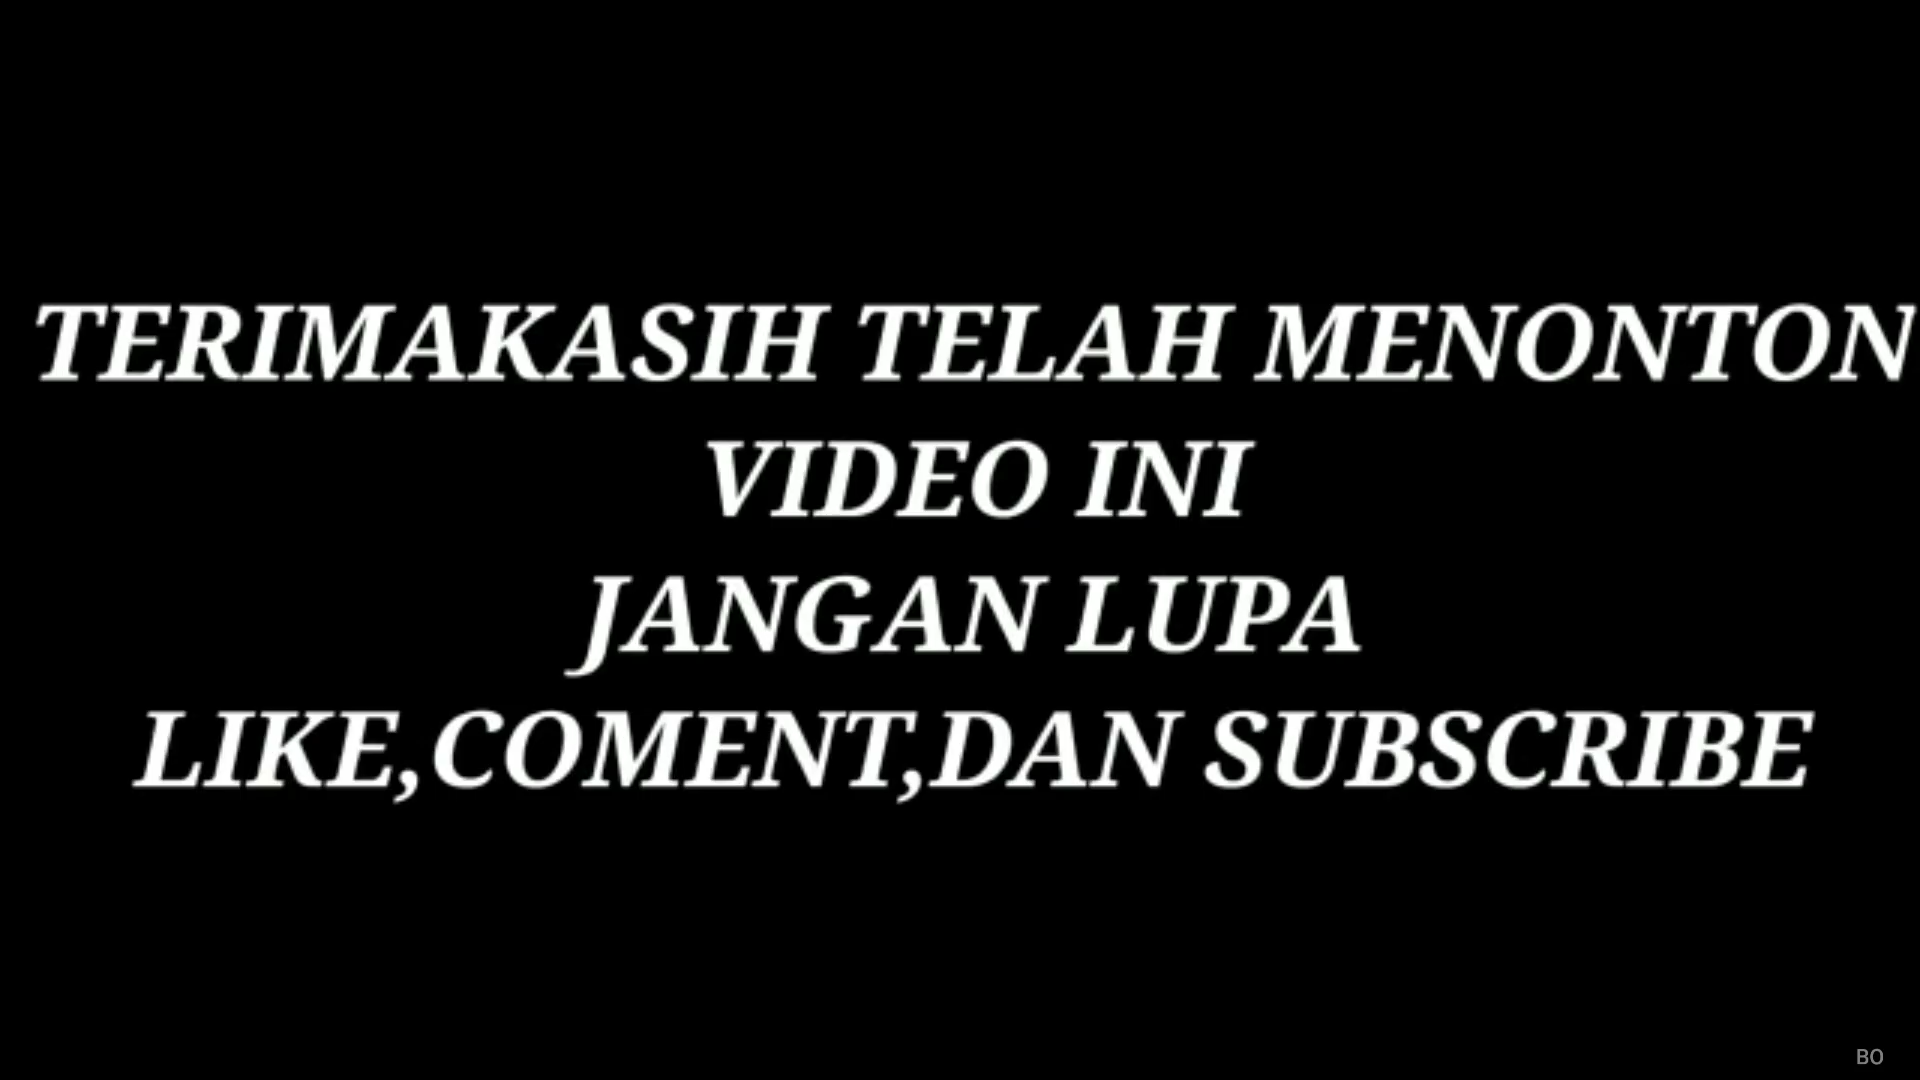 TERIMAKASIH TELAH MENONTON
VIDEO INI
JANGAN LUPA
LIKE,COMENT,DAN SUBSCRIBE
BO